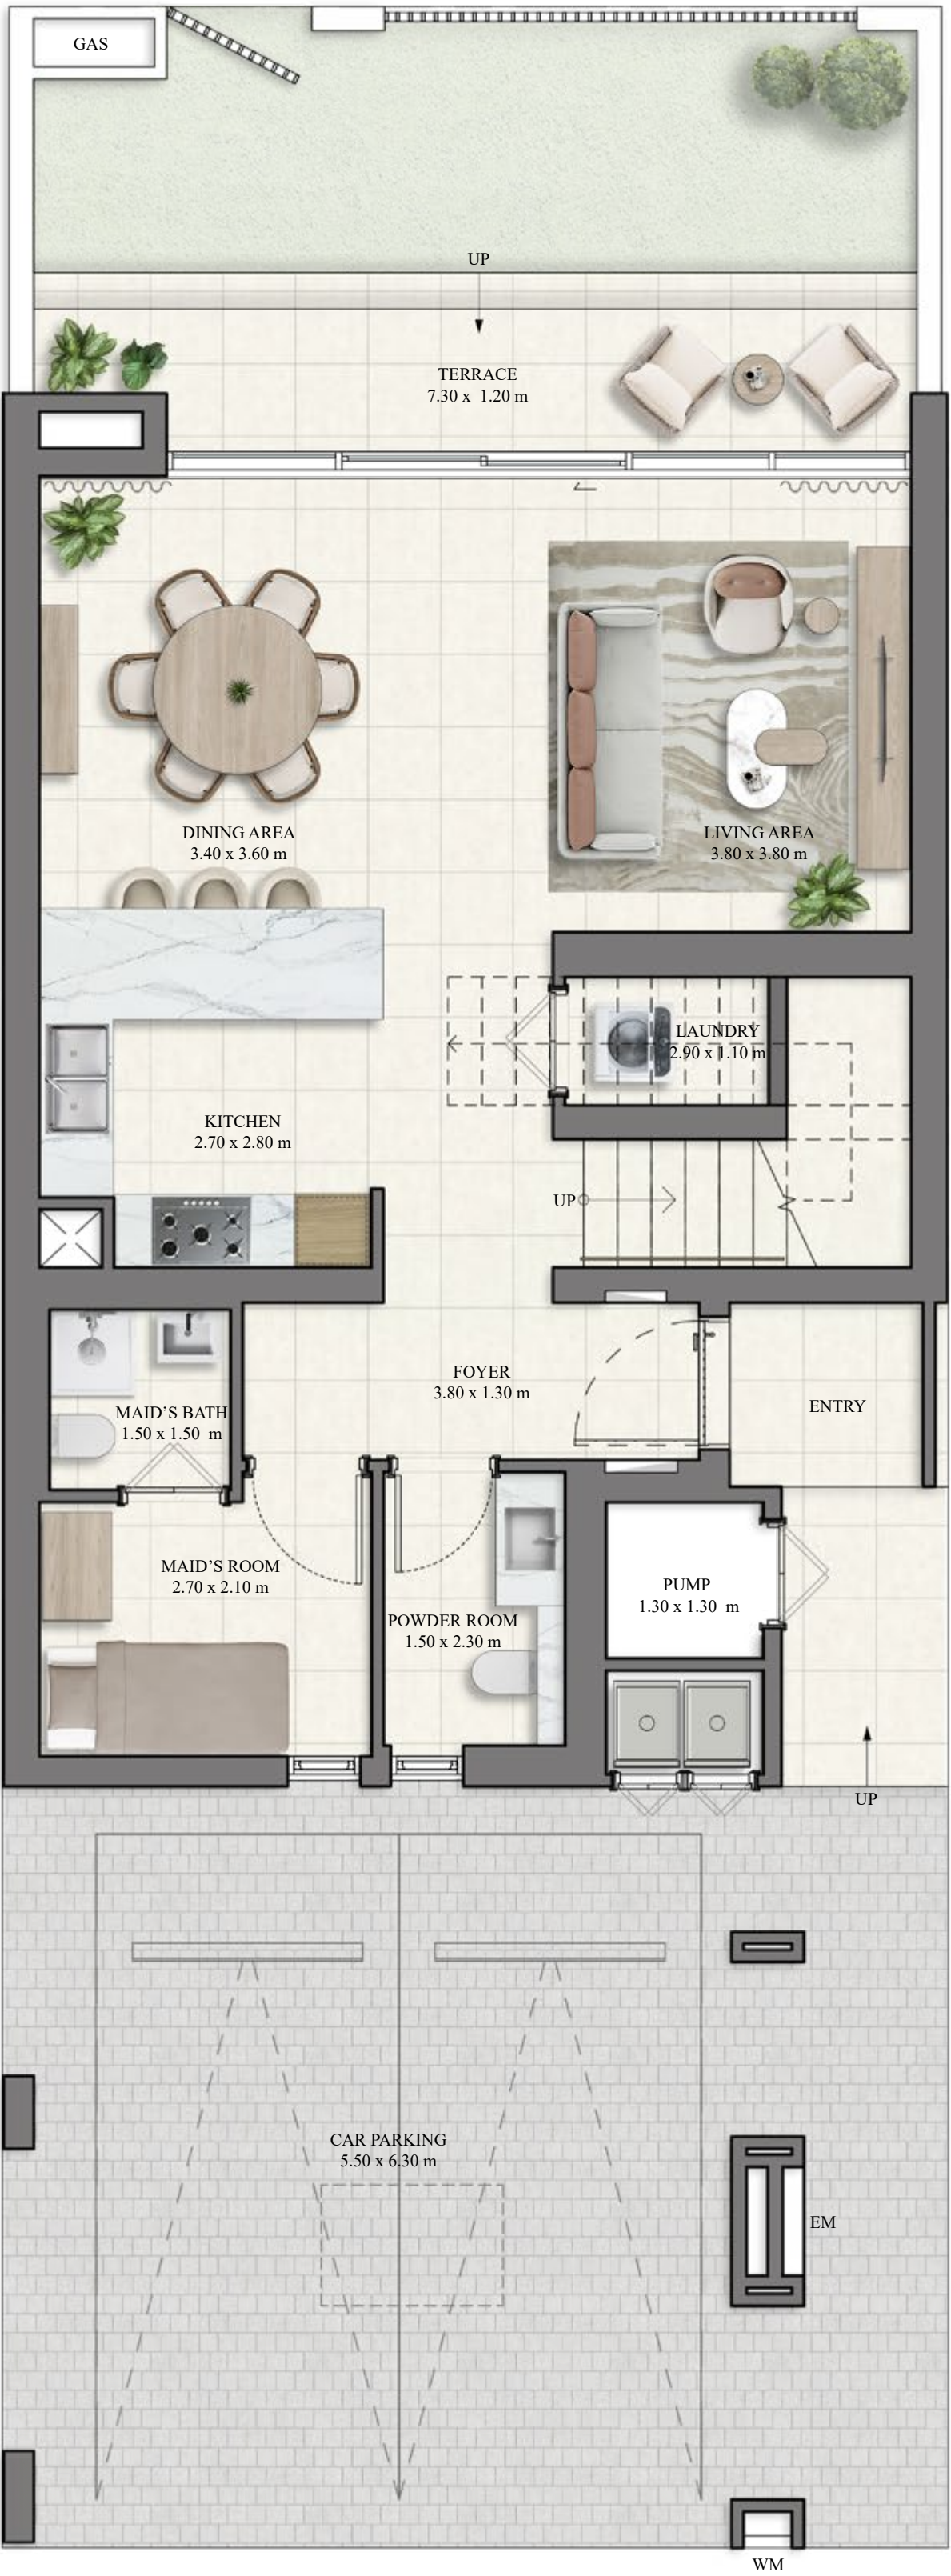 GAS
UP
TERRACE
7.30 x 1.20 m
DINING AREA
3.40 x 3.60 m
LIVING AREA
3.80 x 3.80 m
LAUNDRY
2.90 x 1.10 m
KITCHEN
2.70 x 2.80 m
UP
FOYER
3.80 x 1.30 m
ENTRY
MAID'S BATH
1.50 x 1.50 m
MAID'S ROOM
2.70 x 2.10 m
PUMP
1.30 x 1.30 m
POWDER ROOM
1.50 x 2.30 m
UP
CAR PARKING
5.50 x 6.30 m
EM
WM